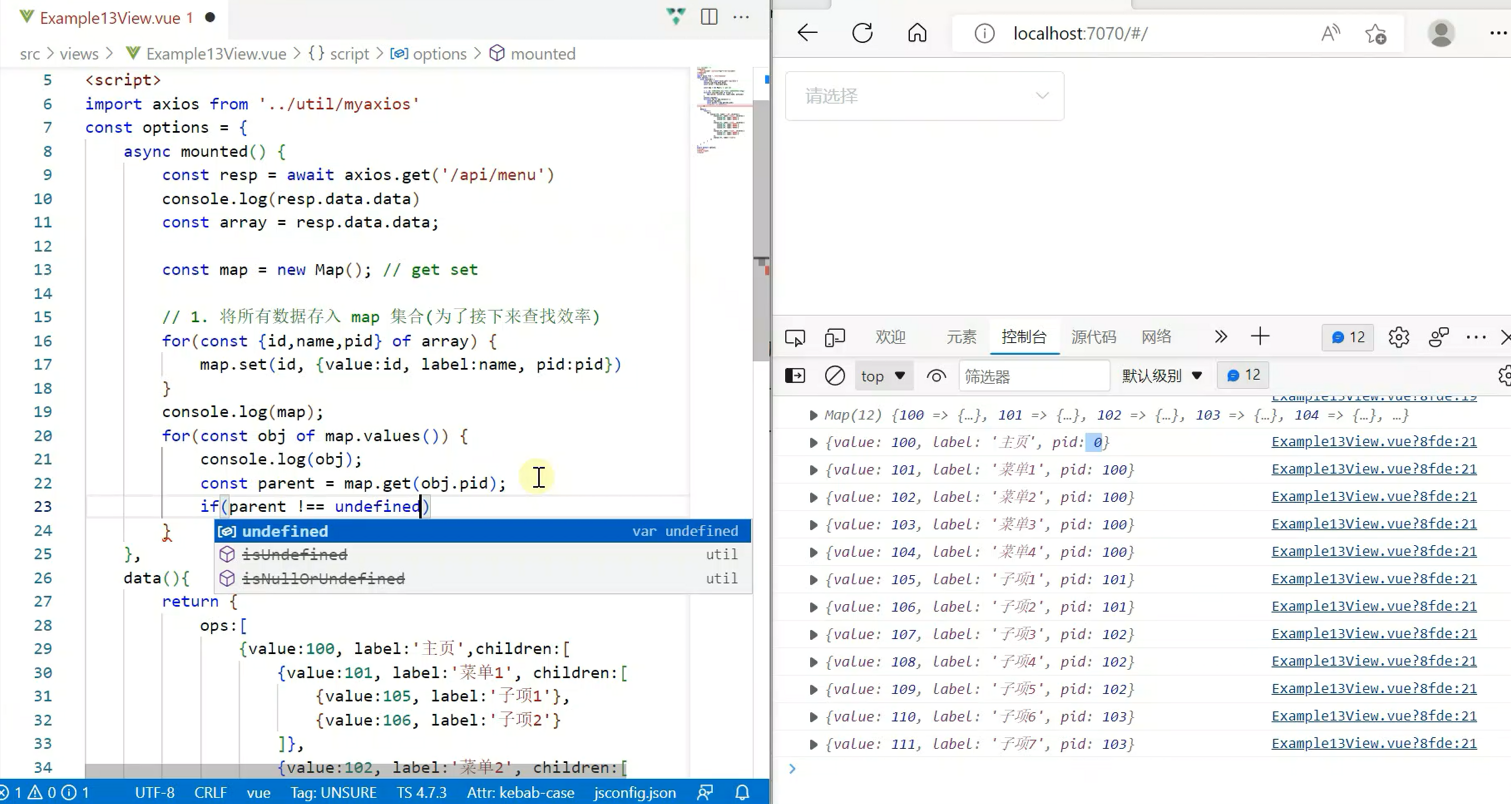 Example13View.vue 1
src > views > Example13View.vue > {} script > options > mounted
5 <script>
6 import axios from '../util/myaxios'
7 const options = {
8 async mounted() {
9 const resp = await axios.get('/api/menu')
10 console.log(resp.data.data)
11 const array = resp.data.data;
12
13 const map = new Map(); // get set
14
15 // 1. 将所有数据存入 map 集合(为了接下来查找效率)
16 for(const {id,name,pid} of array) {
17 map.set(id, {value:id, label:name, pid:pid})
18 }
19 console.log(map);
20 for(const obj of map.values()) {
21 console.log(obj);
22 const parent = map.get(obj.pid);
23 if(parent !== undefined)
undefined var undefined
isUndefined util
isNullOrUndefined util
24 }
25 },
26 data(){
27 return {
28 ops:[
29 {value:100, label:'主页',children:[
30 {value:101, label:'菜单1', children:[
31 {value:105, label:'子项1'},
32 {value:106, label:'子项2'}
33 ]},
34 {value:102, label:'菜单2', children:[
1 0 1 UTF-8 CRLF vue Tag: UNSURE TS 4.7.3 Attr: kebab-case jsconfig.json
localhost:7070/#/
请选择
欢迎 元素 控制台 源代码 网络 12
top 筛选器 默认级别 12
Example13View.vue?8fde:19
Map(12) {100 => {…}, 101 => {…}, 102 => {…}, 103 => {…}, 104 => {…}, …}
{value: 100, label: '主页', pid: 0} Example13View.vue?8fde:21
{value: 101, label: '菜单1', pid: 100} Example13View.vue?8fde:21
{value: 102, label: '菜单2', pid: 100} Example13View.vue?8fde:21
{value: 103, label: '菜单3', pid: 100} Example13View.vue?8fde:21
{value: 104, label: '菜单4', pid: 100} Example13View.vue?8fde:21
{value: 105, label: '子项1', pid: 101} Example13View.vue?8fde:21
{value: 106, label: '子项2', pid: 101} Example13View.vue?8fde:21
{value: 107, label: '子项3', pid: 102} Example13View.vue?8fde:21
{value: 108, label: '子项4', pid: 102} Example13View.vue?8fde:21
{value: 109, label: '子项5', pid: 102} Example13View.vue?8fde:21
{value: 110, label: '子项6', pid: 103} Example13View.vue?8fde:21
{value: 111, label: '子项7', pid: 103} Example13View.vue?8fde:21